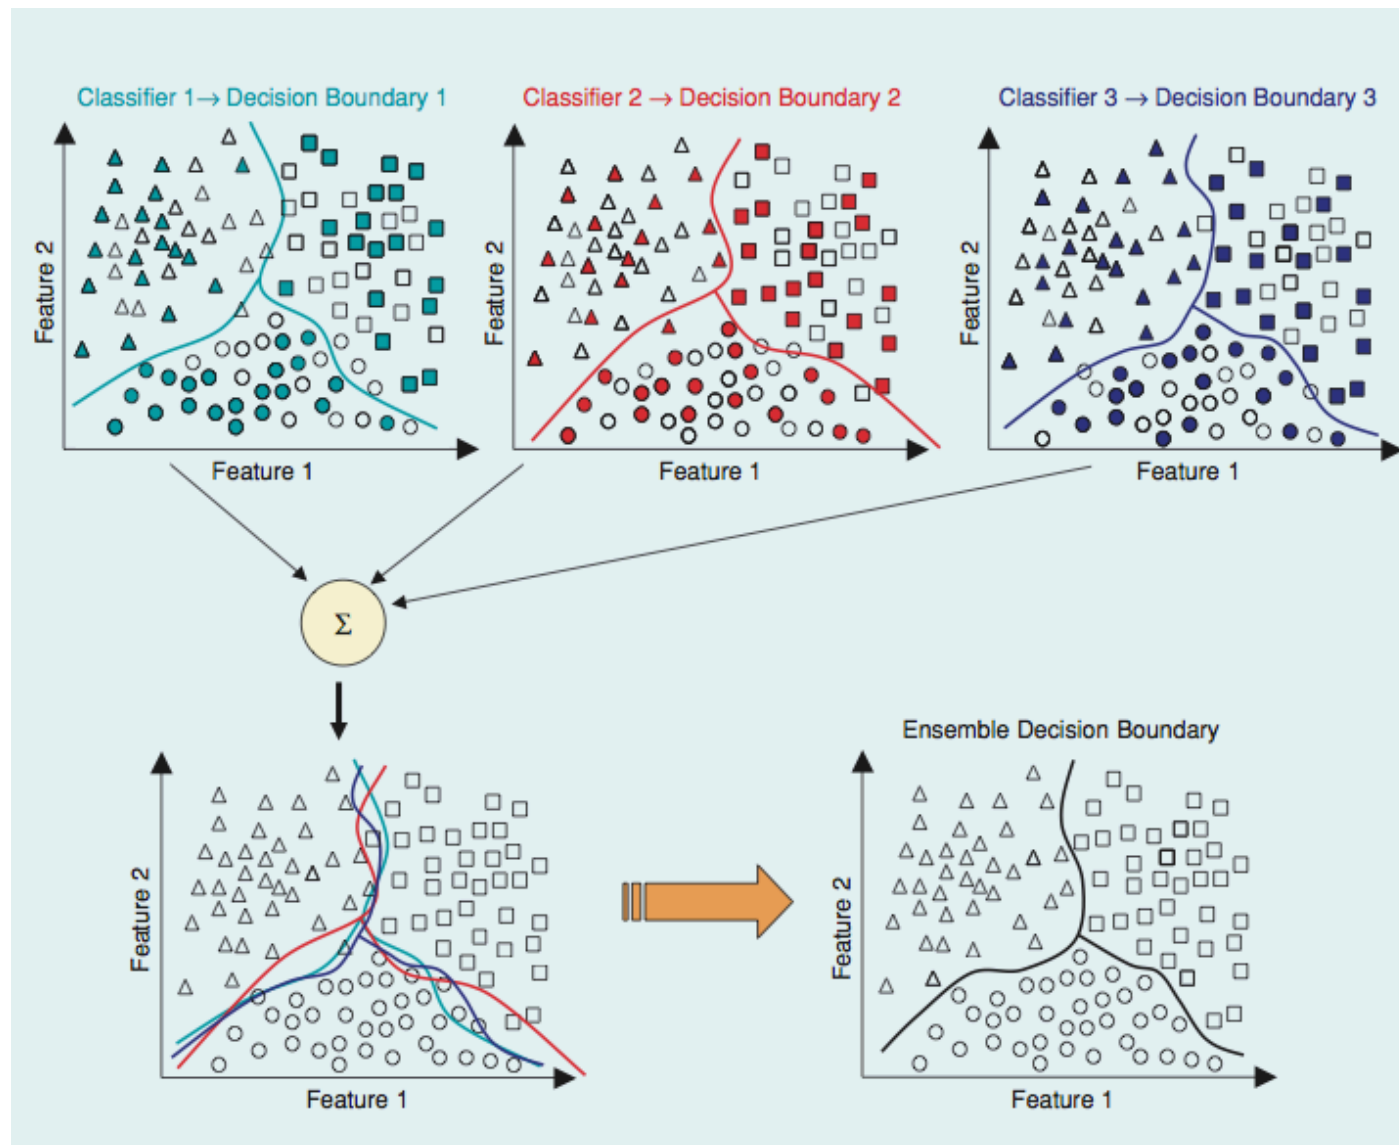 Classifier 1→ Decision Boundary 1
Classifier 2 → Decision Boundary 2
Classifier 3 → Decision Boundary 3
Feature 2
Feature 1
Feature 2
Feature 1
Feature 2
Feature 1
Σ
Feature 2
Feature 1
Ensemble Decision Boundary
Feature 2
Feature 1